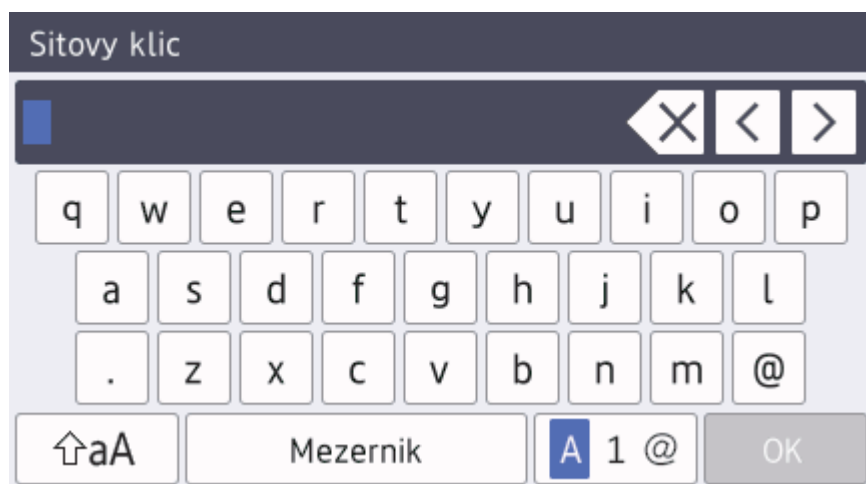 Sitovy klic
q w e r t y u i o p
a s d f g h j k l
. z x c v b n m @
aA Mezernik A 1 @ OK